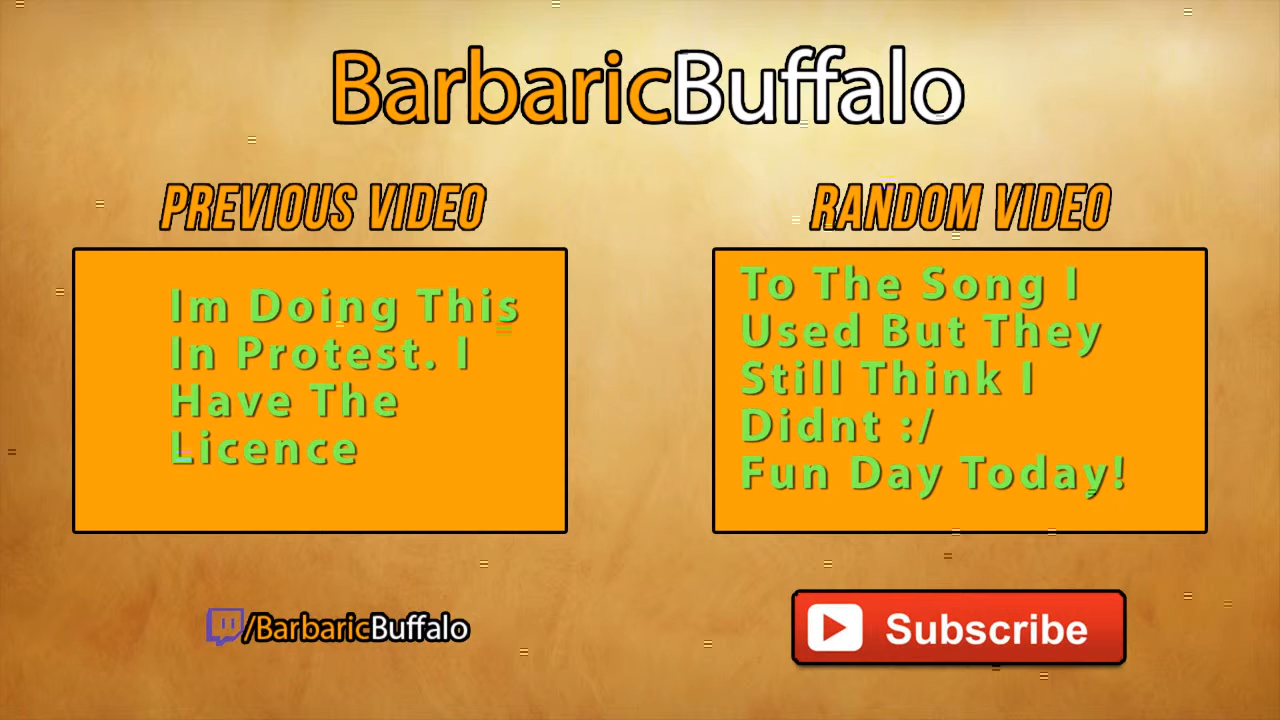 BarbaricBuffalo
PREVIOUS VIDEO
Im Doing This
In Protest. I
Have The
Licence
RANDOM VIDEO
To The Song I
Used But They
Still Think I
Didnt :/
Fun Day Today!
/BarbaricBuffalo
Subscribe